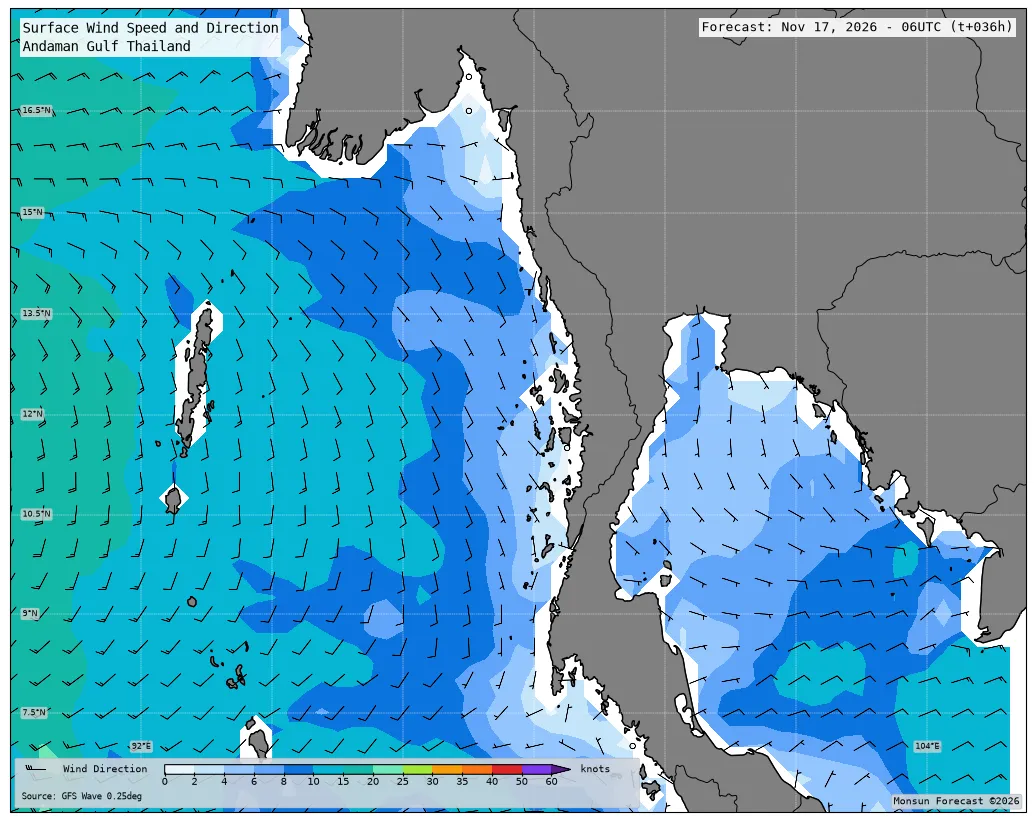 Surface Wind Speed and Direction
Andaman Gulf Thailand
Forecast: Nov 17, 2026 - 06UTC (t+036h)
16.5°N
15°N
13.5°N
12°N
10.5°N
9°N
7.5°N
92°E
104°E
Wind Direction
0 2 4 6 8 10 15 20 25 30 35 40 50 60
knots
Source: GFS Wave 0.25deg
Monsun Forecast ©2026